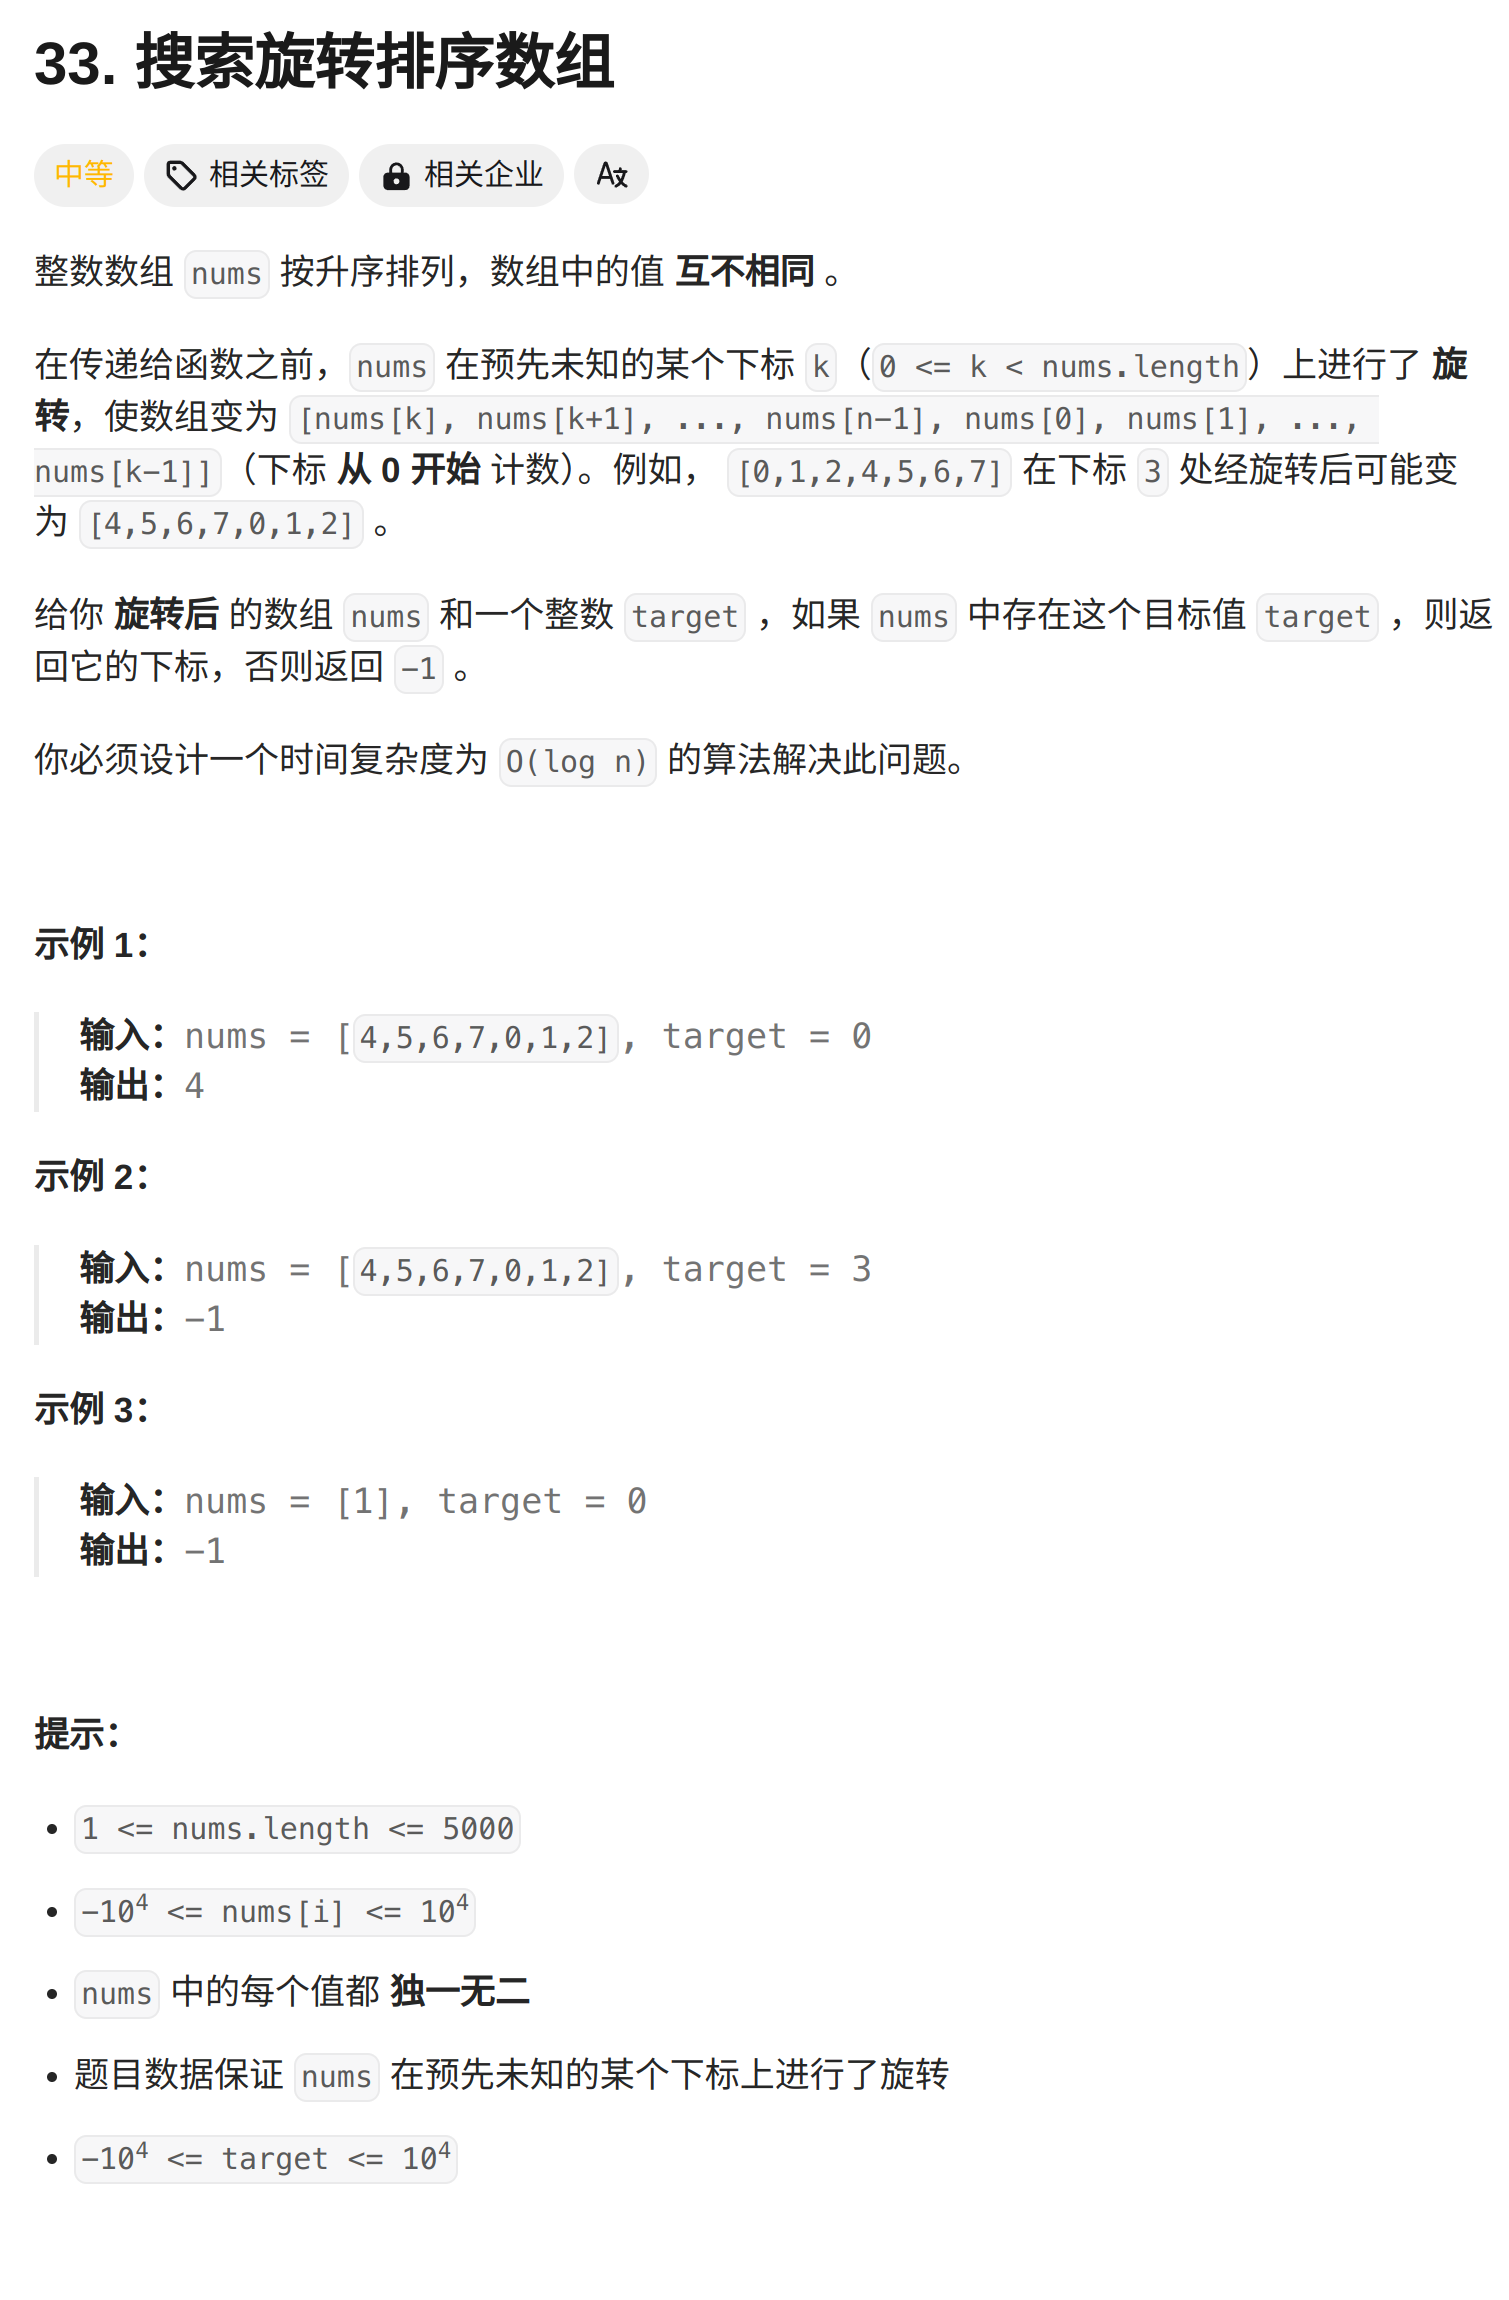 33. 搜索旋转排序数组
中等 相关标签 相关企业
整数数组 nums 按升序排列，数组中的值 互不相同 。
在传递给函数之前，nums 在预先未知的某个下标 k（0 <= k < nums.length）上进行了 旋
转，使数组变为 [nums[k], nums[k+1], ..., nums[n-1], nums[0], nums[1], ...,
nums[k-1]]（下标 从 0 开始 计数）。例如， [0,1,2,4,5,6,7] 在下标 3 处经旋转后可能变
为 [4,5,6,7,0,1,2] 。
给你 旋转后 的数组 nums 和一个整数 target ，如果 nums 中存在这个目标值 target ，则返
回它的下标，否则返回 -1 。
你必须设计一个时间复杂度为 O(log n) 的算法解决此问题。
示例 1：
输入：nums = [4,5,6,7,0,1,2], target = 0
输出：4
示例 2：
输入：nums = [4,5,6,7,0,1,2], target = 3
输出：-1
示例 3：
输入：nums = [1], target = 0
输出：-1
提示：
• 1 <= nums.length <= 5000
• -10⁴ <= nums[i] <= 10⁴
• nums 中的每个值都 独一无二
• 题目数据保证 nums 在预先未知的某个下标上进行了旋转
• -10⁴ <= target <= 10⁴